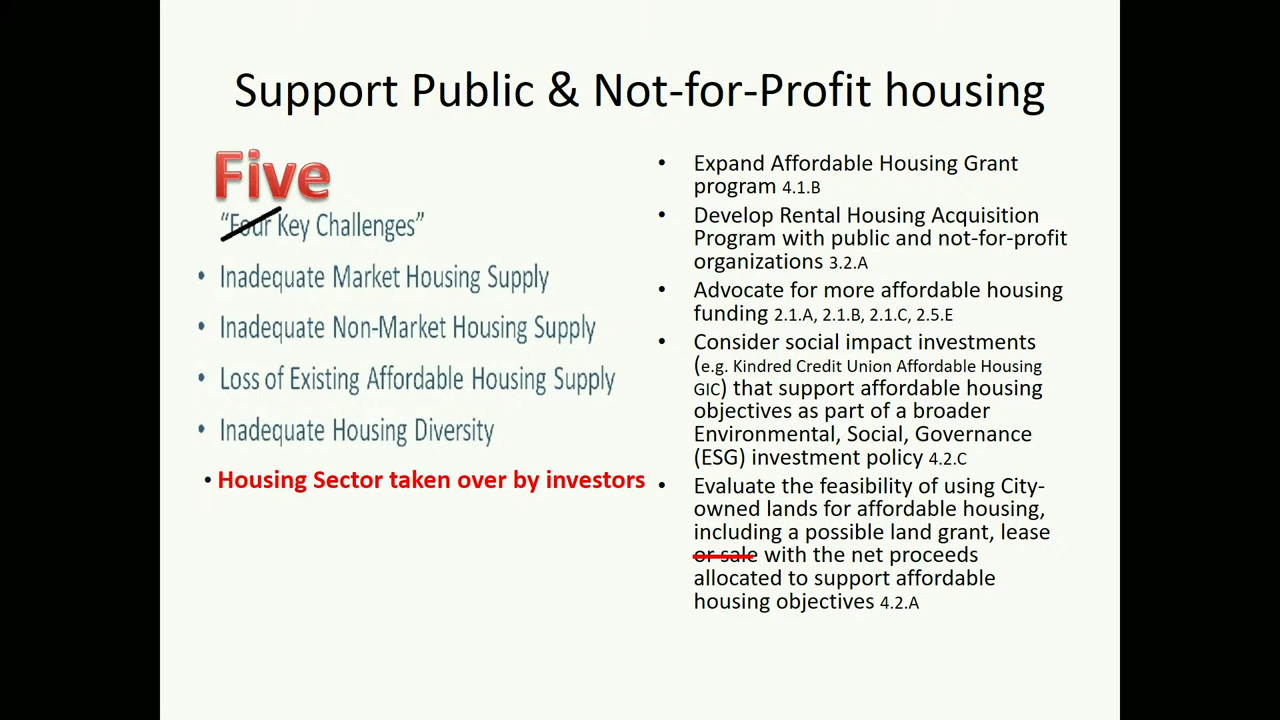 Support Public & Not-for-Profit housing
Five
“Four Key Challenges”
• Inadequate Market Housing Supply
• Inadequate Non-Market Housing Supply
• Loss of Existing Affordable Housing Supply
• Inadequate Housing Diversity
• Housing Sector taken over by investors
• Expand Affordable Housing Grant
program 4.1.B
• Develop Rental Housing Acquisition
Program with public and not-for-profit
organizations 3.2.A
• Advocate for more affordable housing
funding 2.1.A, 2.1.B, 2.1.C, 2.5.E
• Consider social impact investments
(e.g. Kindred Credit Union Affordable Housing
GIC) that support affordable housing
objectives as part of a broader
Environmental, Social, Governance
(ESG) investment policy 4.2.C
• Evaluate the feasibility of using City-
owned lands for affordable housing,
including a possible land grant, lease
or sale with the net proceeds
allocated to support affordable
housing objectives 4.2.A